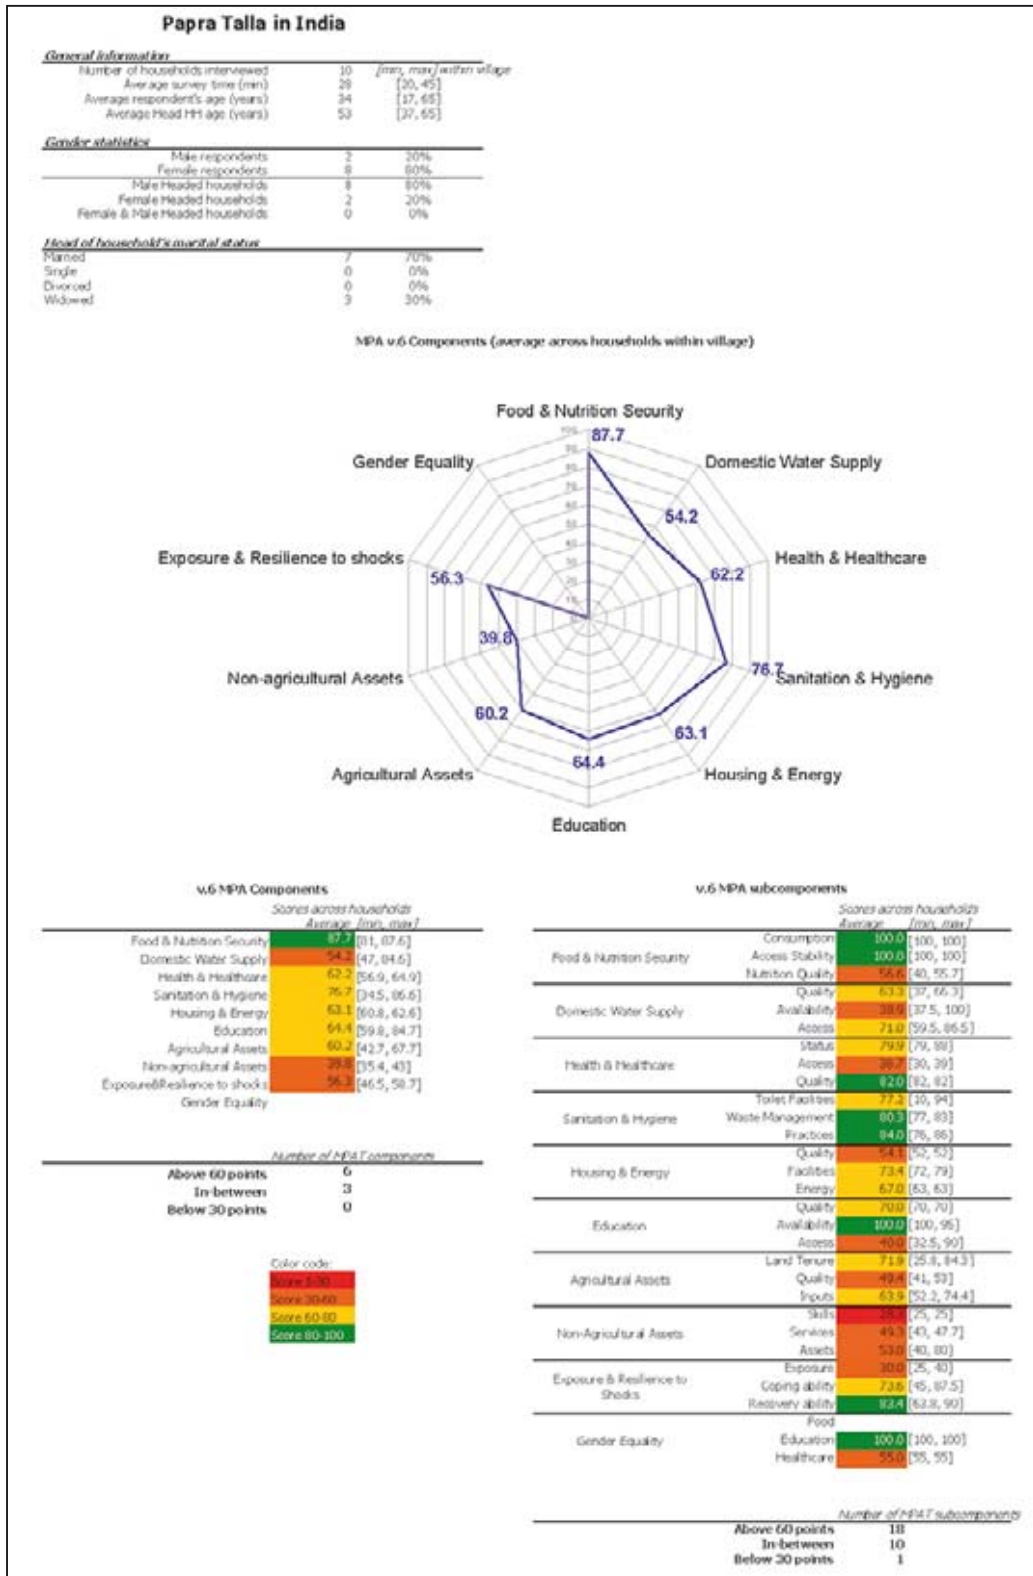 Papra Talla in India
General information
Number of households interviewed 10 [min, max] within village
Average survey time (min) 28 [20, 45]
Average respondent's age (years) 34 [17, 65]
Average Head HH age (years) 53 [37, 65]
Gender statistics
Male respondents 2 20%
Female respondents 8 80%
Male Headed households 8 80%
Female Headed households 2 20%
Female & Male Headed households 0 0%
Head of household's marital status
Married 7 70%
Single 0 0%
Divorced 0 0%
Widowed 3 30%
MPA v.6 Components (average across households within village)
Food & Nutrition Security
100
87.7
90
Gender Equality
Domestic Water Supply
80
70
60
54.2
50
Exposure & Resilience to shocks
Health & Healthcare
40
56.3
62.2
30
20
10
39.8
Non-agricultural Assets
76.7
Sanitation & Hygiene
60.2
63.1
64.4
Agricultural Assets
Housing & Energy
Education
v.6 MPA Components
Scores across households
Average [min, max]
Food & Nutrition Security 87.7 [81, 87.6]
Domestic Water Supply 54.2 [47, 84.6]
Health & Healthcare 62.2 [56.9, 64.9]
Sanitation & Hygiene 76.7 [34.5, 86.6]
Housing & Energy 63.1 [60.8, 62.6]
Education 64.4 [59.8, 84.7]
Agricultural Assets 60.2 [42.7, 67.7]
Non-agricultural Assets 39.8 [35.4, 43]
Exposure&Resilience to shocks 56.3 [46.5, 58.7]
Gender Equality
Number of MPAT components
Above 60 points 6
In-between 3
Below 30 points 0
Color code:
Score 1-30
Score 30-60
Score 60-80
Score 80-100
v.6 MPA subcomponents
Scores across households
Average [min, max]
Food & Nutrition Security
Consumption 100.0 [100, 100]
Access Stability 100.0 [100, 100]
Nutrition Quality 56.6 [40, 55.7]
Domestic Water Supply
Quality 63.3 [37, 66.3]
Availability 38.9 [37.5, 100]
Access 71.0 [59.5, 86.5]
Health & Healthcare
Status 79.9 [79, 88]
Access 38.7 [30, 39]
Quality 82.0 [82, 82]
Sanitation & Hygiene
Toilet Facilities 77.2 [10, 94]
Waste Management 80.3 [77, 83]
Practices 84.0 [76, 86]
Housing & Energy
Quality 54.1 [52, 52]
Facilities 73.4 [72, 79]
Energy 67.0 [63, 63]
Education
Quality 70.0 [70, 70]
Availability 100.0 [100, 95]
Access 40.0 [32.5, 90]
Agricultural Assets
Land Tenure 71.9 [25.8, 84.3]
Quality 49.4 [41, 53]
Inputs 63.9 [52.2, 74.4]
Non-Agricultural Assets
Skills [25, 25]
Services 49.3 [43, 47.7]
Assets 53.0 [40, 80]
Exposure & Resilience to
Shocks
Exposure 30.0 [25, 40]
Coping ability 73.6 [45, 87.5]
Recovery ability 83.4 [63.8, 90]
Gender Equality
Food
Education 100.0 [100, 100]
Healthcare 55.0 [55, 55]
Number of MPAT subcomponents
Above 60 points 18
In-between 10
Below 30 points 1